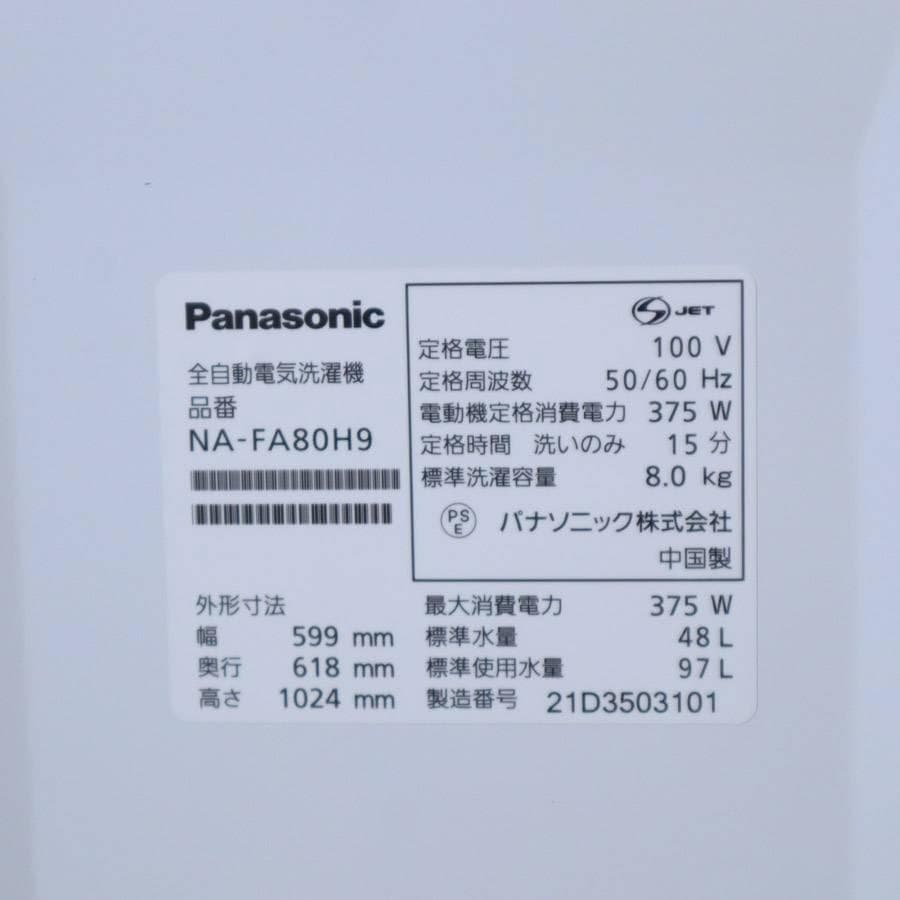 Panasonic
全自動電気洗濯機
品番
NA-FA80H9
JET
定格電圧 100 V
定格周波数 50/60 Hz
電動機定格消費電力 375 W
定格時間 洗いのみ 15 分
標準洗濯容量 8.0 kg
PS E パナソニック株式会社
中国製
外形寸法
幅 599 mm
奥行 618 mm
高さ 1024 mm
最大消費電力 375 W
標準水量 48 L
標準使用水量 97 L
製造番号 21D3503101